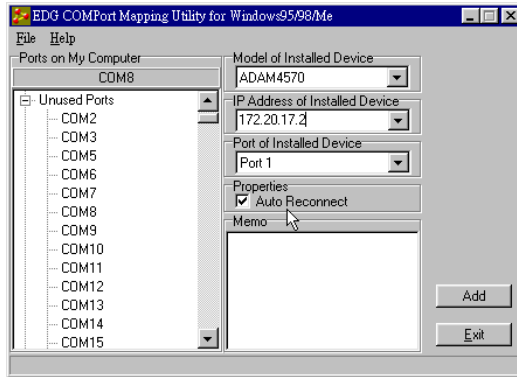 EDG COMPort Mapping Utility for Windows95/98/Me
File Help
Ports on My Computer
COM8
Unused Ports
COM2
COM3
COM5
COM6
COM7
COM8
COM9
COM10
COM11
COM12
COM13
COM14
COM15
Model of Installed Device
ADAM4570
IP Address of Installed Device
172.20.17.2
Port of Installed Device
Port 1
Properties
Auto Reconnect
Memo
Add
Exit